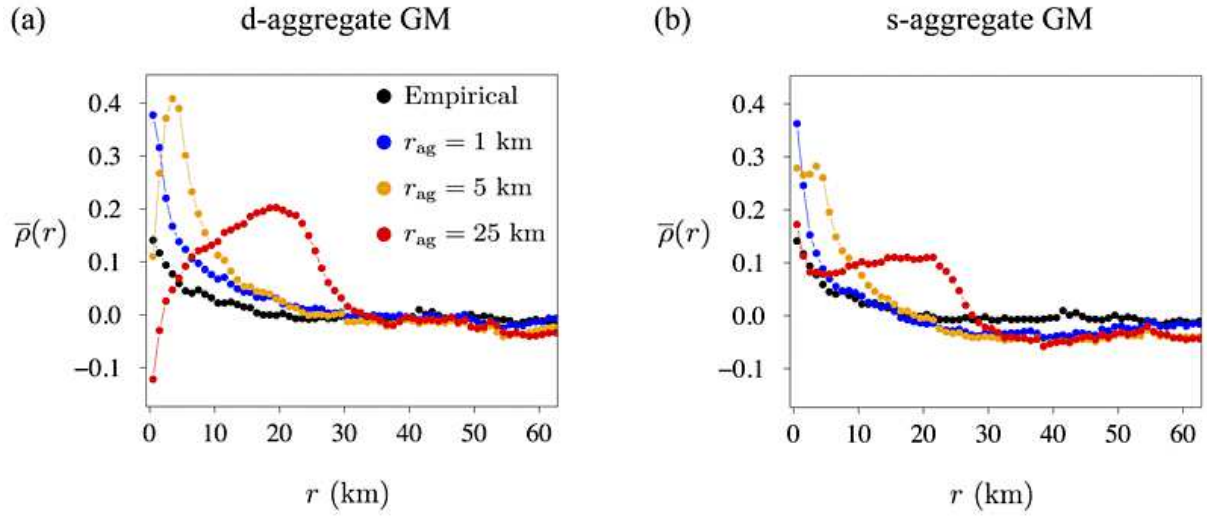 (a) d-aggregate GM
0.4
0.3
0.2
0.1
0.0
−0.1
ρ̅(r)
Empirical
r_ag = 1 km
r_ag = 5 km
r_ag = 25 km
0 10 20 30 40 50 60
r (km)
(b) s-aggregate GM
0.4
0.3
0.2
0.1
0.0
−0.1
ρ̅(r)
0 10 20 30 40 50 60
r (km)